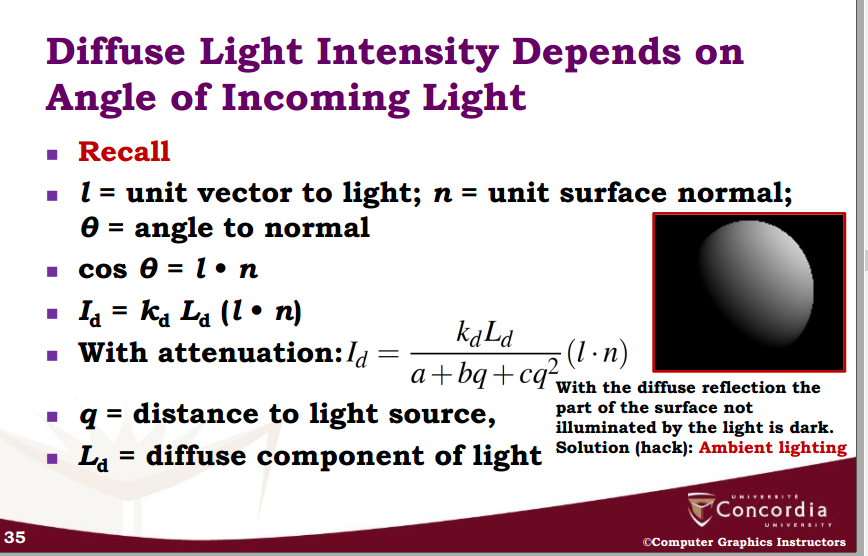 Diffuse Light Intensity Depends on
Angle of Incoming Light
▪ Recall
▪ l = unit vector to light; n = unit surface normal;
θ = angle to normal
▪ cos θ = l • n
▪ I_d = k_d L_d (l • n)
▪ With attenuation: I_d = \frac{k_d L_d}{a + bq + cq^2} (l · n)
▪ q = distance to light source,
▪ L_d = diffuse component of light
With the diffuse reflection the
part of the surface not
illuminated by the light is dark.
Solution (hack): Ambient lighting
UNIVERSITÉ
Concordia
UNIVERSITY
35
©Computer Graphics Instructors